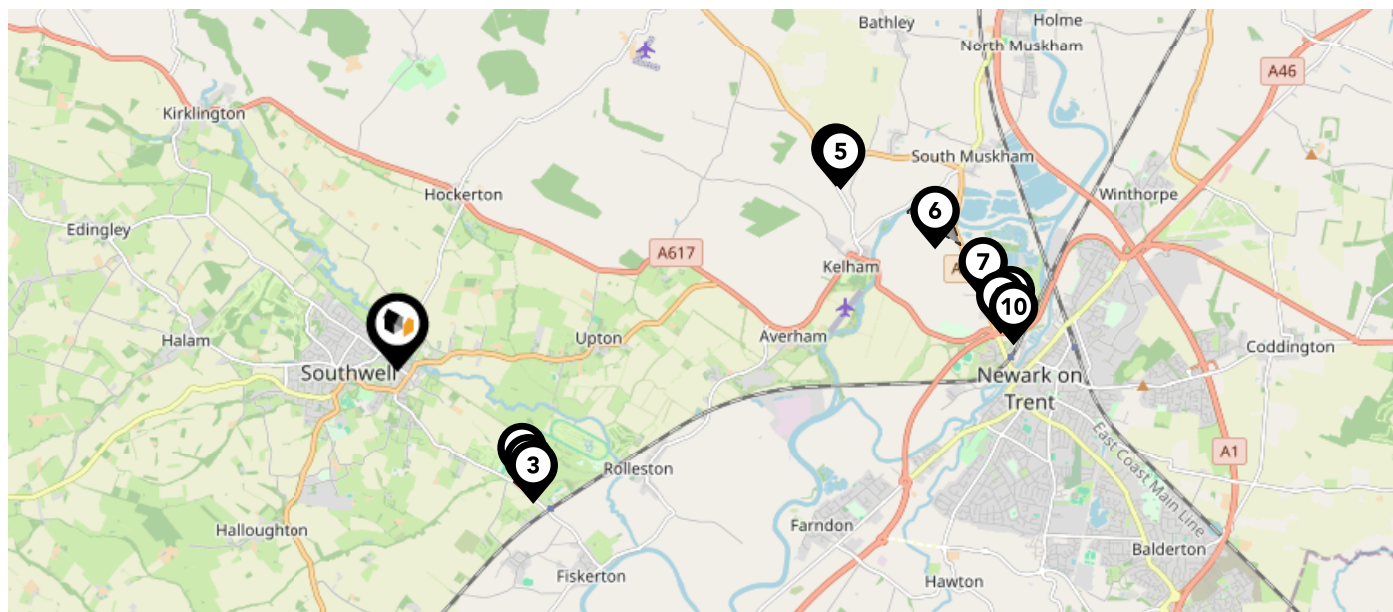 Bathley
Holme
North Muskham
A46
Kirklington
5
South Muskham
Hockerton
Winthorpe
6
Edingley
A617
7
Kelham
10
Halam
Upton
Averham
Coddington
Southwell
Newark on
Trent
East Coast Main Line
A1
3
Rolleston
Halloughton
Farndon
Balderton
Fiskerton
Hawton